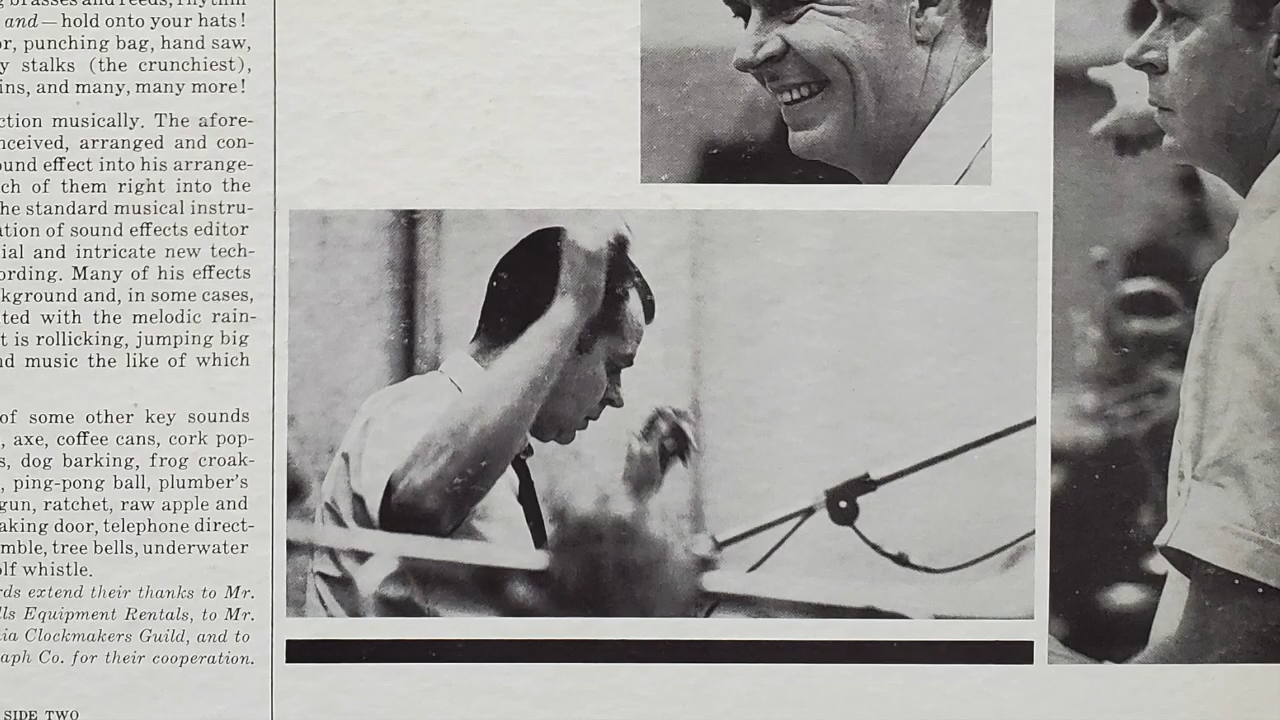 and — hold onto your hats!
or, punching bag, hand saw,
y stalks (the crunchiest),
ins, and many, many more!
ction musically. The afore-
nceived, arranged and con-
ound effect into his arrange-
ch of them right into the
he standard musical instru-
ation of sound effects editor
ial and intricate new tech-
ording. Many of his effects
kground and, in some cases,
ted with the melodic rain-
t is rollicking, jumping big
nd music the like of which
of some other key sounds
, axe, coffee cans, cork pop-
s, dog barking, frog croak-
, ping-pong ball, plumber's
gun, ratchet, raw apple and
aking door, telephone direct-
mble, tree bells, underwater
olf whistle.
rds extend their thanks to Mr.
lls Equipment Rentals, to Mr.
nia Clockmakers Guild, and to
aph Co. for their cooperation.
SIDE TWO